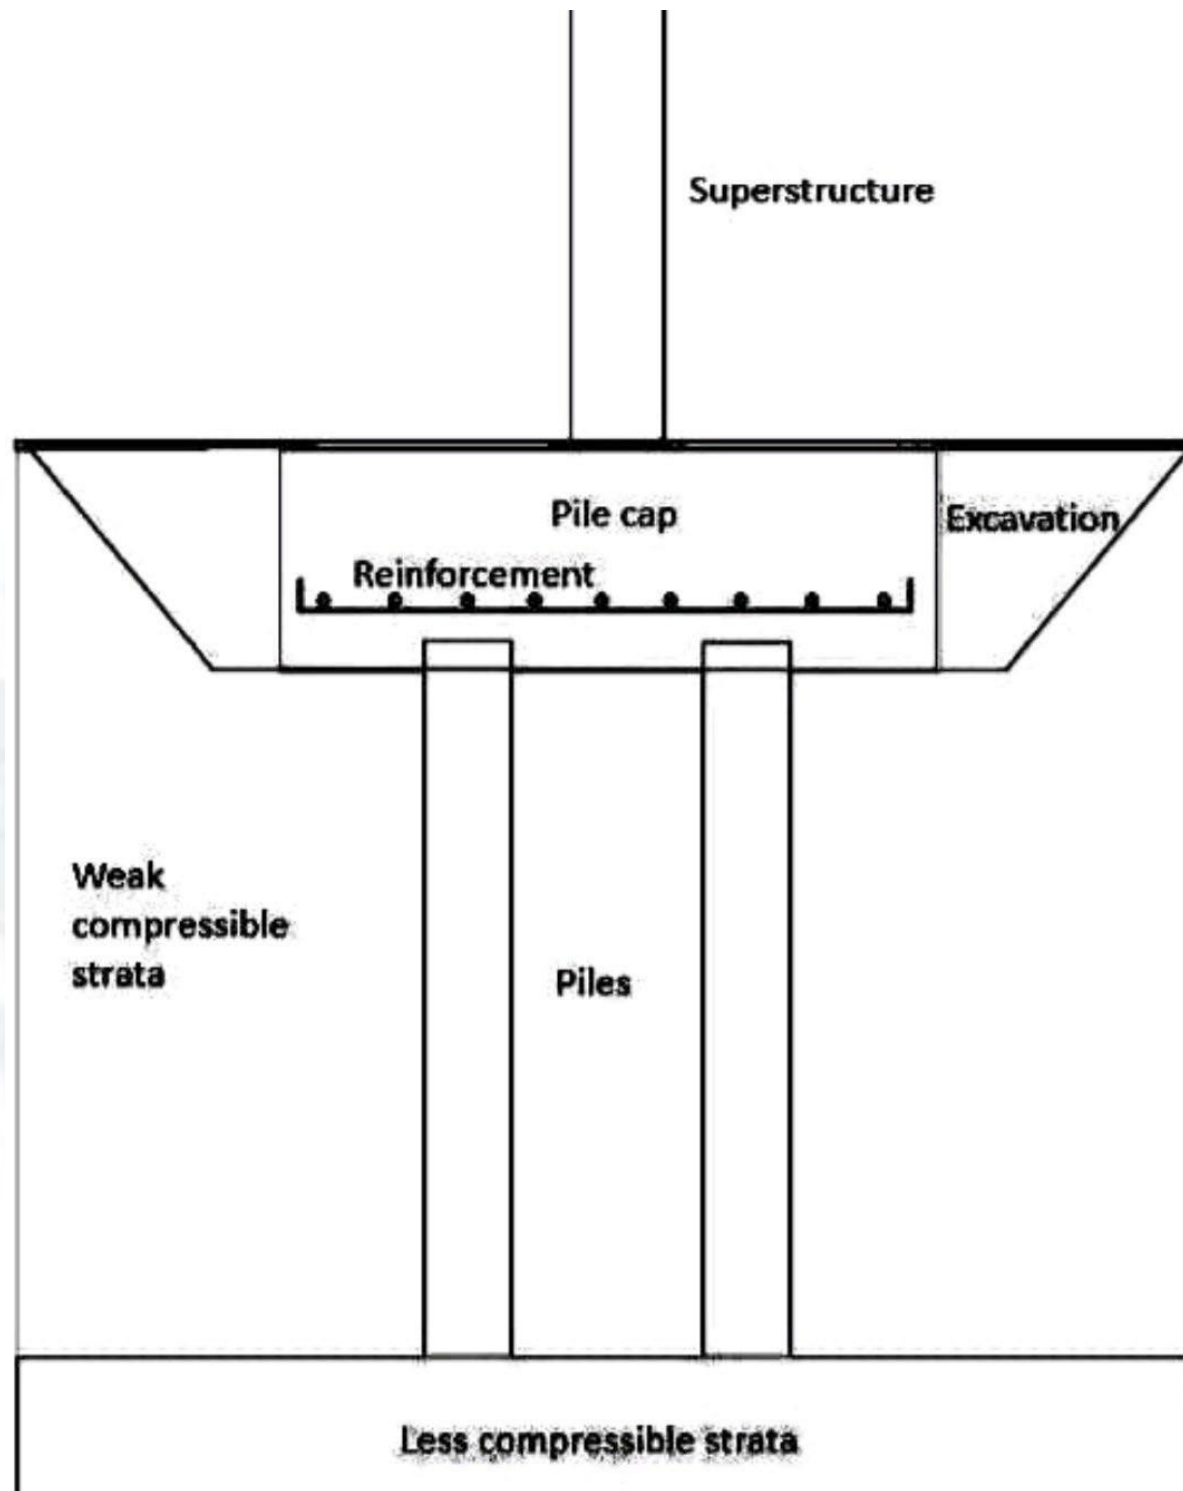 Superstructure
Pile cap
Excavation
Reinforcement
Weak
compressible
strata
Piles
Less compressible strata